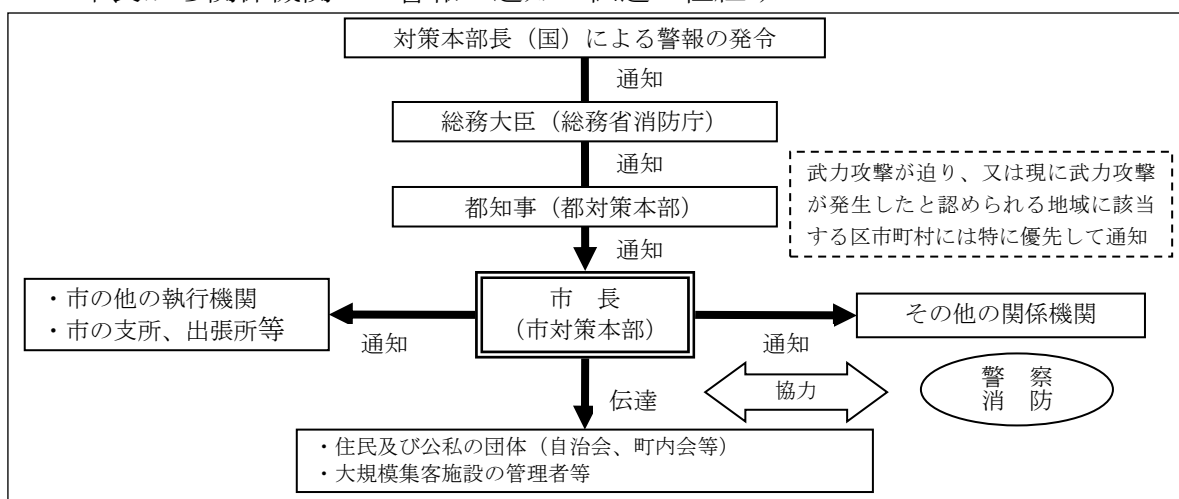 対策本部長（国）による警報の発令
通知
総務大臣（総務省消防庁）
通知
都知事（都対策本部）
武力攻撃が迫り、又は現に武力攻撃
が発生したと認められる地域に該当
する区市町村には特に優先して通知
通知
・市の他の執行機関
・市の支所、出張所等
通知
市　長
（市対策本部）
通知
その他の関係機関
伝達
協力
警　察
消　防
・住民及び公私の団体（自治会、町内会等）
・大規模集客施設の管理者等